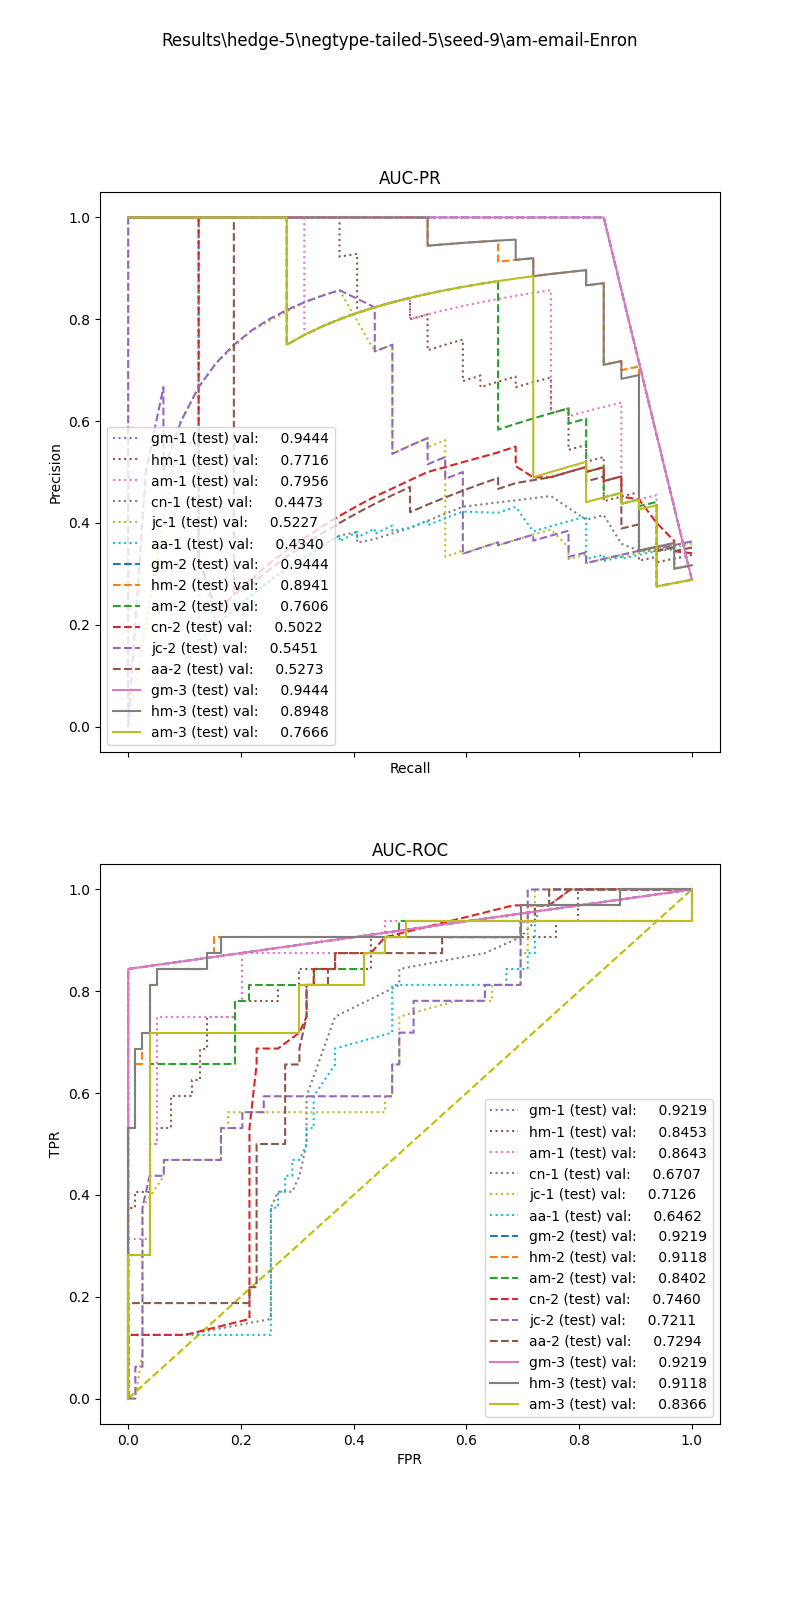 Results\hedge-5\negtype-tailed-5\seed-9\am-email-Enron
AUC-PR
1.0
0.8
0.6
0.4
0.2
0.0
Precision
gm-1 (test) val: 0.9444
hm-1 (test) val: 0.7716
am-1 (test) val: 0.7956
cn-1 (test) val: 0.4473
jc-1 (test) val: 0.5227
aa-1 (test) val: 0.4340
gm-2 (test) val: 0.9444
hm-2 (test) val: 0.8941
am-2 (test) val: 0.7606
cn-2 (test) val: 0.5022
jc-2 (test) val: 0.5451
aa-2 (test) val: 0.5273
gm-3 (test) val: 0.9444
hm-3 (test) val: 0.8948
am-3 (test) val: 0.7666
Recall
AUC-ROC
1.0
0.8
0.6
0.4
0.2
0.0
TPR
gm-1 (test) val: 0.9219
hm-1 (test) val: 0.8453
am-1 (test) val: 0.8643
cn-1 (test) val: 0.6707
jc-1 (test) val: 0.7126
aa-1 (test) val: 0.6462
gm-2 (test) val: 0.9219
hm-2 (test) val: 0.9118
am-2 (test) val: 0.8402
cn-2 (test) val: 0.7460
jc-2 (test) val: 0.7211
aa-2 (test) val: 0.7294
gm-3 (test) val: 0.9219
hm-3 (test) val: 0.9118
am-3 (test) val: 0.8366
0.0 0.2 0.4 0.6 0.8 1.0
FPR